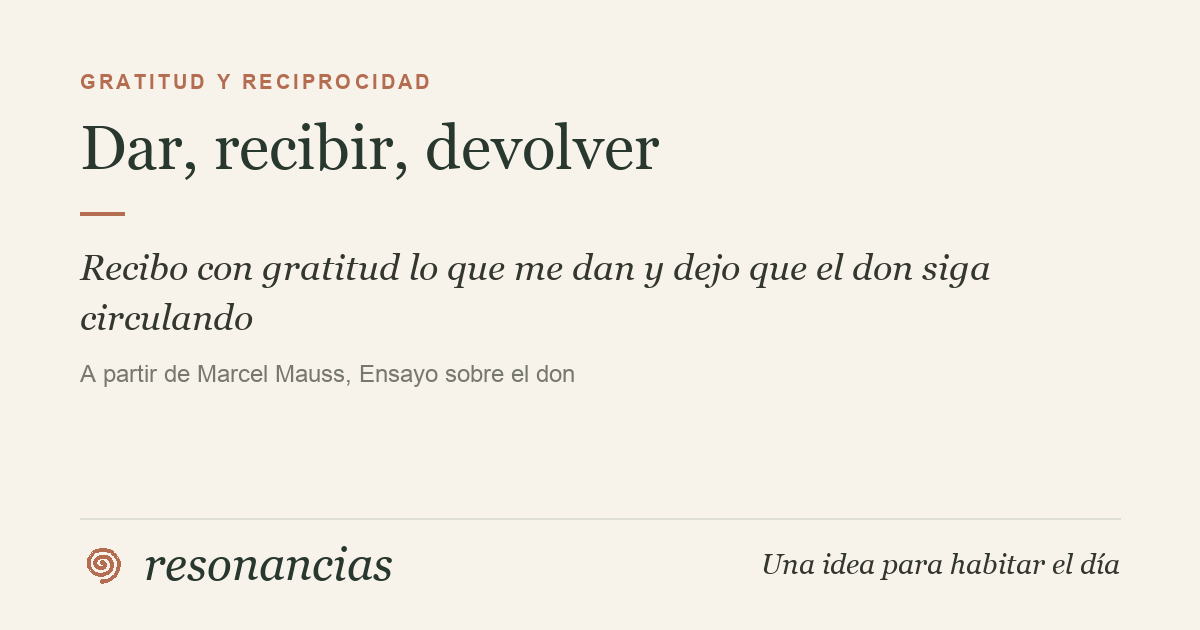 GRATITUD Y RECIPROCIDAD
Dar, recibir, devolver
Recibo con gratitud lo que me dan y dejo que el don siga
circulando
A partir de Marcel Mauss, Ensayo sobre el don
resonancias
Una idea para habitar el día